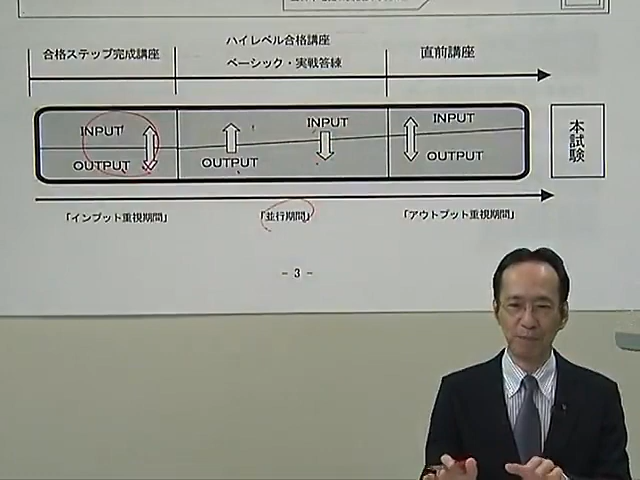 合格ステップ完成講座
ハイレベル合格講座
ベーシック・実戦答練
直前講座
INPUT
OUTPUT
OUTPUT
INPUT
INPUT
OUTPUT
本試験
「インプット重視期間」
「並行期間」
「アウトプット重視期間」
- 3 -